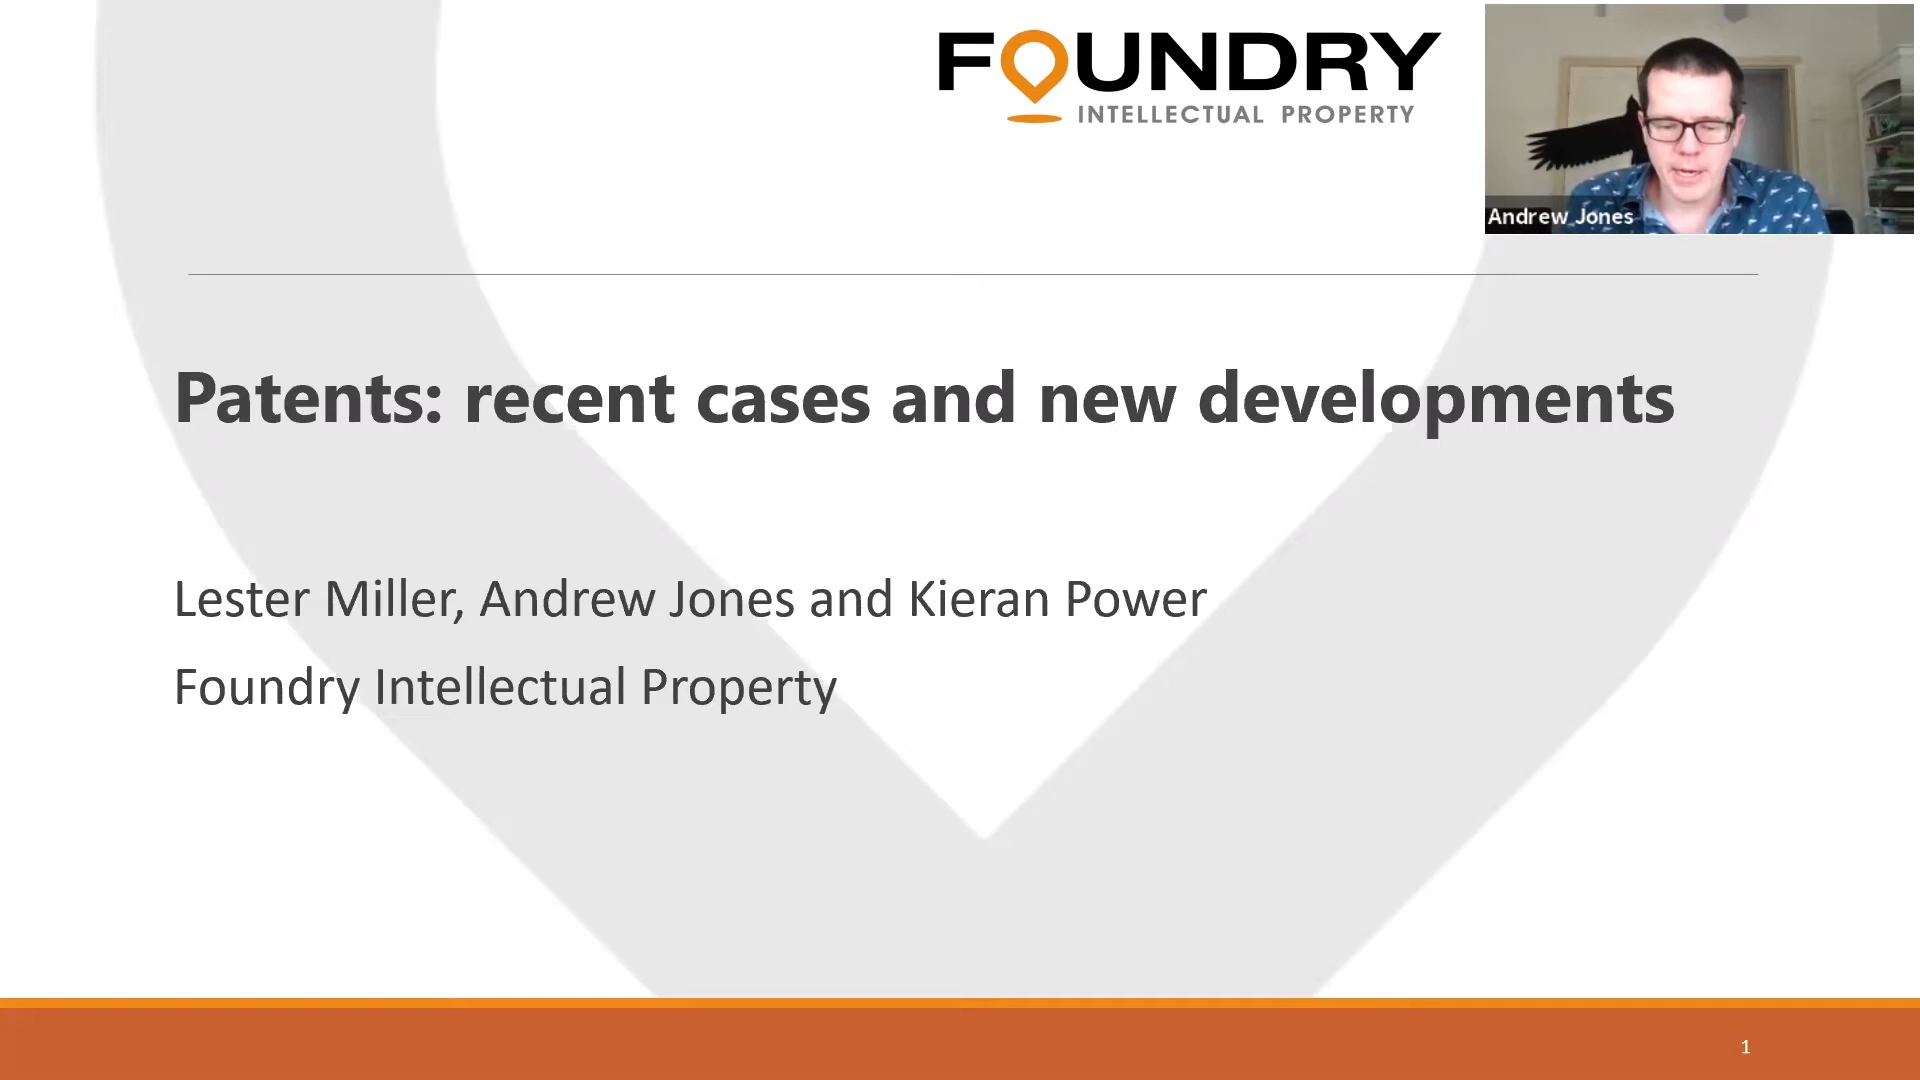 FOUNDRY
INTELLECTUAL PROPERTY
Andrew Jones
Patents: recent cases and new developments
Lester Miller, Andrew Jones and Kieran Power
Foundry Intellectual Property
1